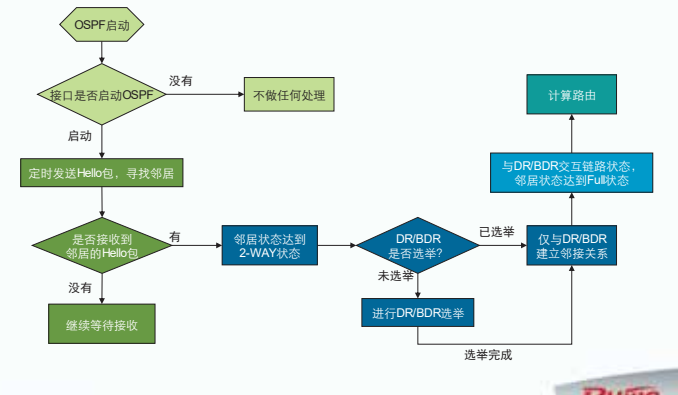 OSPF启动
接口是否启动OSPF
没有
不做任何处理
启动
定时发送Hello包，寻找邻居
是否接收到
邻居的Hello包
有
没有
继续等待接收
邻居状态达到
2-WAY状态
DR/BDR
是否选举?
已选举
未选举
进行DR/BDR选举
选举完成
仅与DR/BDR
建立邻接关系
与DR/BDR交互链路状态，
邻居状态达到Full状态
计算路由